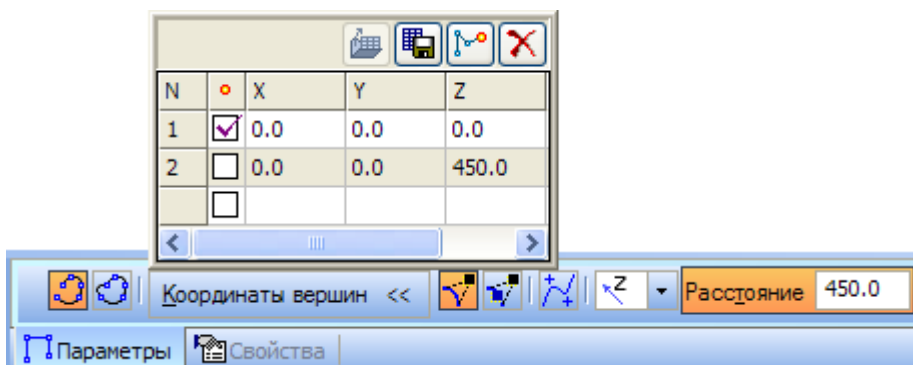 N X Y Z
1 0.0 0.0 0.0
2 0.0 0.0 450.0
Координаты вершин << Z Расстояние 450.0
Параметры Свойства